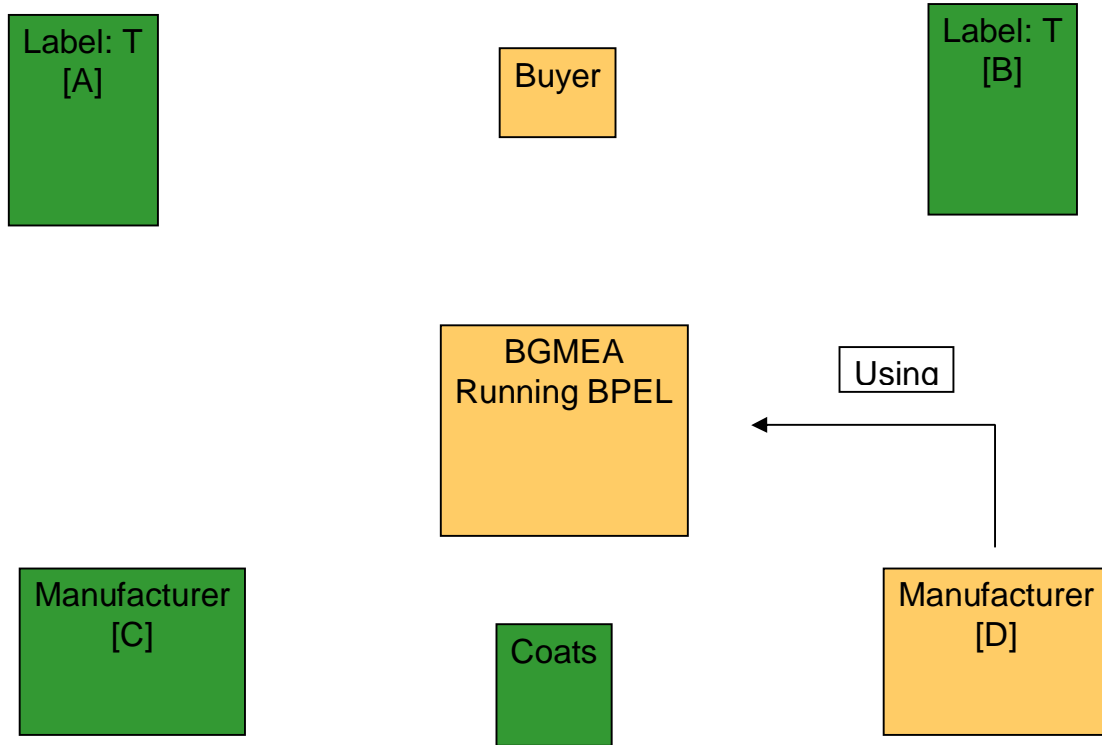 Label: T
[A]
Buyer
Label: T
[B]
BGMEA
Running BPEL
Using
Manufacturer
[C]
Coats
Manufacturer
[D]